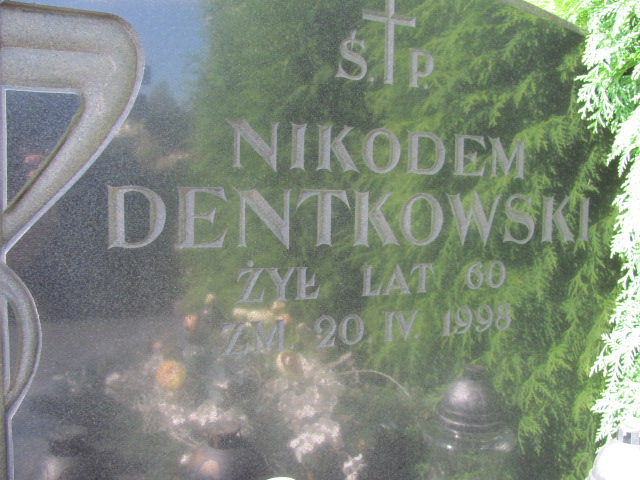 Ś. P.
NIKODEM
DENTKOWSKI
ŻYŁ LAT 60
ZM. 20. IV. 1998